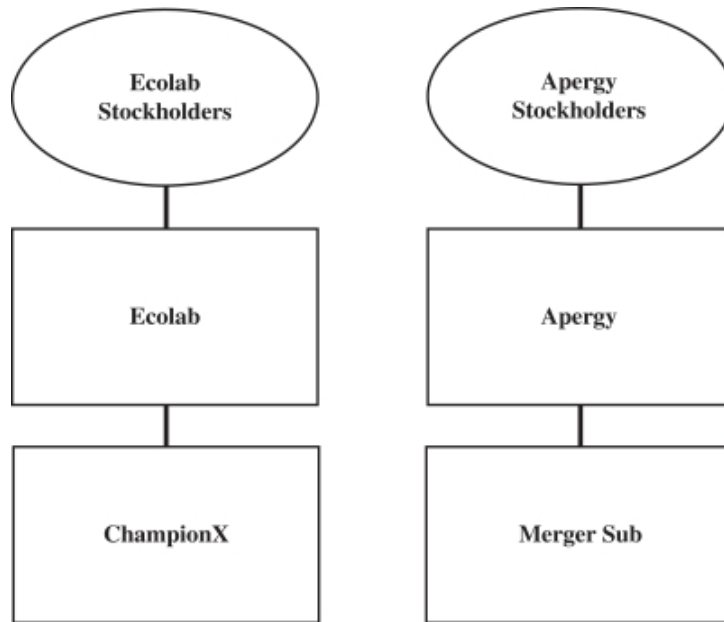 Ecolab
Stockholders
Apergy
Stockholders
Ecolab
Apergy
ChampionX
Merger Sub